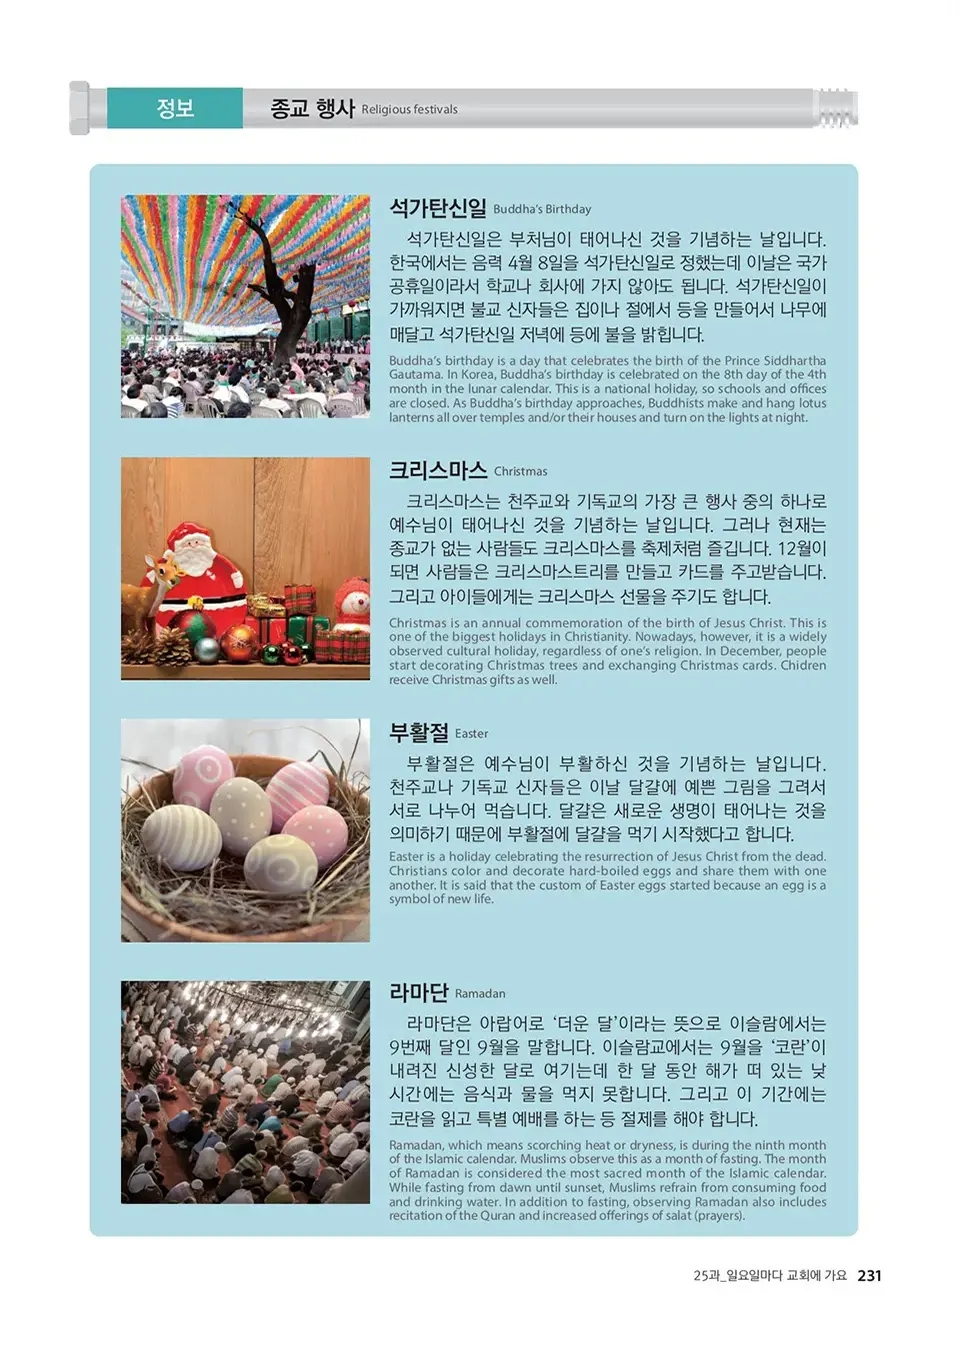 정보
종교 행사 Religious festivals
석가탄신일 Buddha's Birthday
석가탄신일은 부처님이 태어나신 것을 기념하는 날입니다.
한국에서는 음력 4월 8일을 석가탄신일로 정했는데 이날은 국가
공휴일이라서 학교나 회사에 가지 않아도 됩니다. 석가탄신일이
가까워지면 불교 신자들은 집이나 절에서 등을 만들어서 나무에
매달고 석가탄신일 저녁에 등에 불을 밝힙니다.
Buddha's birthday is a day that celebrates the birth of the Prince Siddhartha
Gautama. In Korea, Buddha's birthday is celebrated on the 8th day of the 4th
month in the lunar calendar. This is a national holiday, so schools and offices
are closed. As Buddha's birthday approaches, Buddhists make and hang lotus
lanterns all over temples and/or their houses and turn on the lights at night.
크리스마스 Christmas
크리스마스는 천주교와 기독교의 가장 큰 행사 중의 하나로
예수님이 태어나신 것을 기념하는 날입니다. 그러나 현재는
종교가 없는 사람들도 크리스마스를 축제처럼 즐깁니다. 12월이
되면 사람들은 크리스마스트리를 만들고 카드를 주고받습니다.
그리고 아이들에게는 크리스마스 선물을 주기도 합니다.
Christmas is an annual commemoration of the birth of Jesus Christ. This is
one of the biggest holidays in Christianity. Nowadays, however, it is a widely
observed cultural holiday, regardless of one's religion. In December, people
start decorating Christmas trees and exchanging Christmas cards. Chidren
receive Christmas gifts as well.
부활절 Easter
부활절은 예수님이 부활하신 것을 기념하는 날입니다.
천주교나 기독교 신자들은 이날 달걀에 예쁜 그림을 그려서
서로 나누어 먹습니다. 달걀은 새로운 생명이 태어나는 것을
의미하기 때문에 부활절에 달걀을 먹기 시작했다고 합니다.
Easter is a holiday celebrating the resurrection of Jesus Christ from the dead.
Christians color and decorate hard-boiled eggs and share them with one
another. It is said that the custom of Easter eggs started because an egg is a
symbol of new life.
라마단 Ramadan
라마단은 아랍어로 '더운 달'이라는 뜻으로 이슬람에서는
9번째 달인 9월을 말합니다. 이슬람교에서는 9월을 '코란'이
내려진 신성한 달로 여기는데 한 달 동안 해가 떠 있는 낮
시간에는 음식과 물을 먹지 못합니다. 그리고 이 기간에는
코란을 읽고 특별 예배를 하는 등 절제를 해야 합니다.
Ramadan, which means scorching heat or dryness, is during the ninth month
of the Islamic calendar. Muslims observe this as a month of fasting. The month
of Ramadan is considered the most sacred month of the Islamic calendar.
While fasting from dawn until sunset, Muslims refrain from consuming food
and drinking water. In addition to fasting, observing Ramadan also includes
recitation of the Quran and increased offerings of salat (prayers).
25과_일요일마다 교회에 가요 231